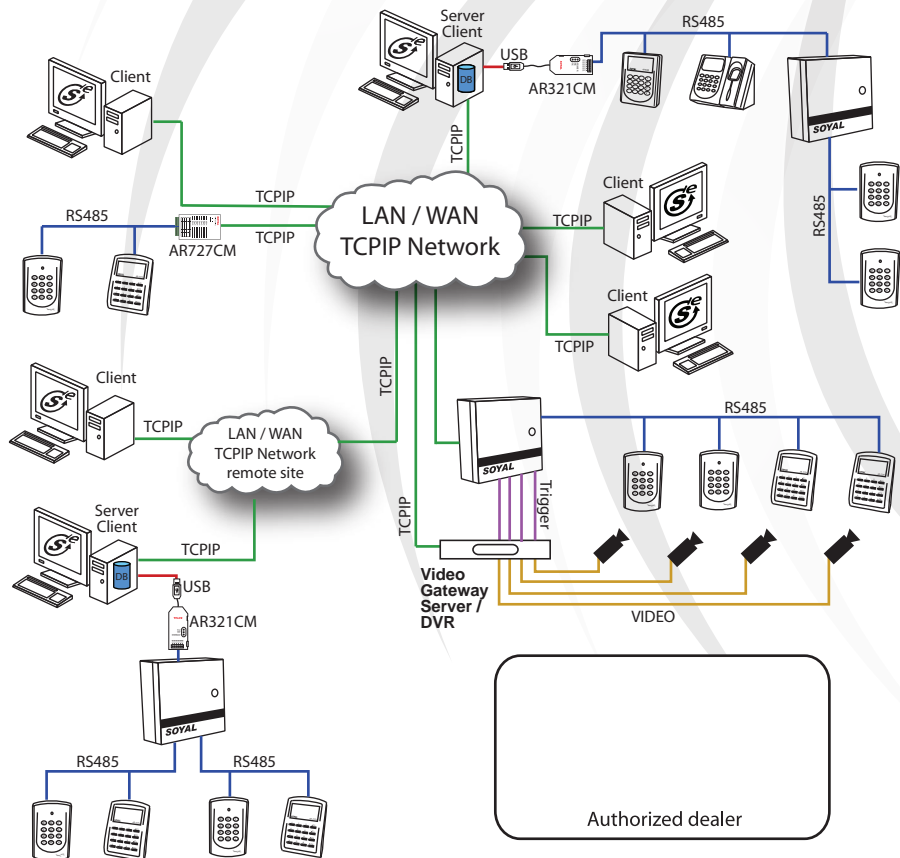 Server
Client
USB
RS485
AR321CM
DB
SOYAL
RS485
Client
TCPIP
TCPIP
RS485
AR727CM
TCPIP
LAN / WAN
TCPIP Network
Client
TCPIP
Client
TCPIP
TCPIP
Client
TCPIP
LAN / WAN
TCPIP Network
remote site
RS485
SOYAL
Trigger
TCPIP
Video
Gateway
Server /
DVR
VIDEO
Server
Client
TCPIP
DB
USB
AR321CM
SOYAL
RS485
RS485
Authorized dealer